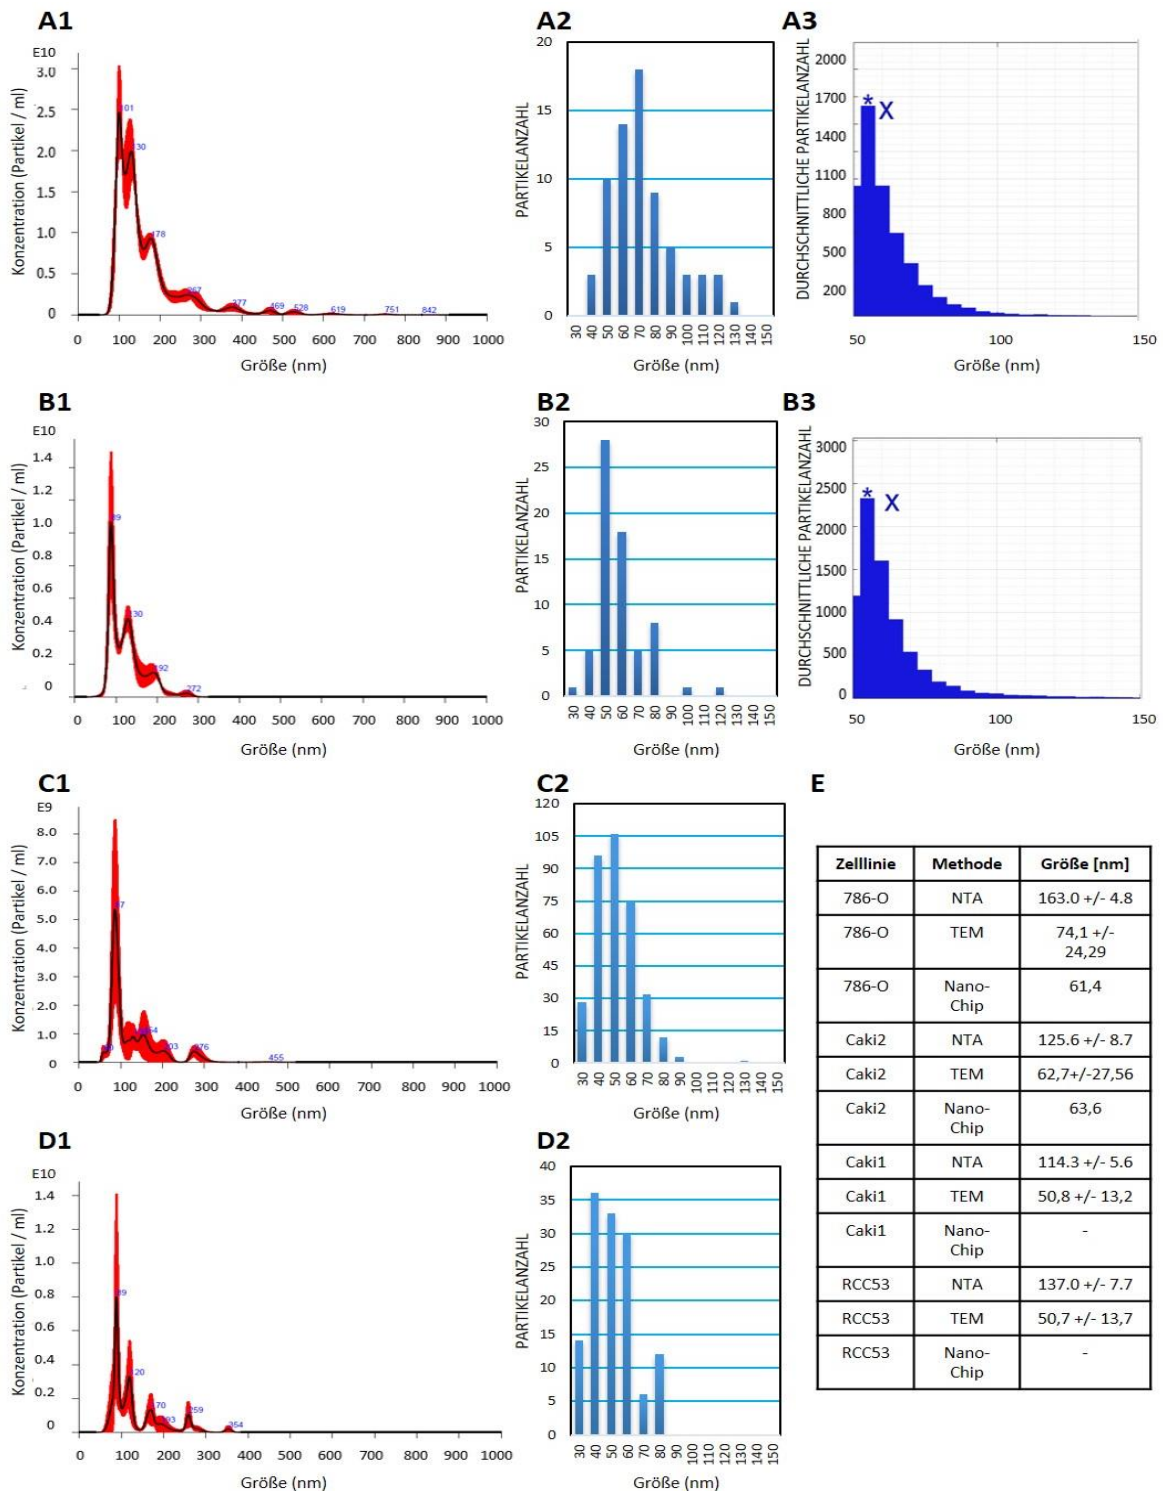 A1
E10
Konzentration (Partikel / ml)
3.0
2.5
2.0
1.5
1.0
0.5
0
101
130
178
267
377
469
528
619
751
842
0 100 200 300 400 500 600 700 800 900 1000
Größe (nm)
A2
PARTIKELANZAHL
20
15
10
5
0
30 40 50 60 70 80 90 100 110 120 130 140 150
Größe (nm)
A3
DURCHSCHNITTLICHE PARTIKELANZAHL
2000
1700
1400
1100
800
500
200
* X
50 100 150
Größe (nm)
B1
E10
Konzentration (Partikel / ml)
1.4
1.2
1.0
0.8
0.6
0.4
0.2
0
89
130
192
272
0 100 200 300 400 500 600 700 800 900 1000
Größe (nm)
B2
PARTIKELANZAHL
30
25
20
15
10
5
0
30 40 50 60 70 80 90 100 110 120 130 140 150
Größe (nm)
B3
DURCHSCHNITTLICHE PARTIKELANZAHL
3000
2500
2000
1500
1000
500
0
* X
50 100 150
Größe (nm)
C1
E9
Konzentration (Partikel / ml)
8.0
7.0
6.0
5.0
4.0
3.0
2.0
1.0
0
87
203
276
455
0 100 200 300 400 500 600 700 800 900 1000
Größe (nm)
C2
PARTIKELANZAHL
120
105
90
75
60
45
30
15
0
30 40 50 60 70 80 90 100 110 120 130 140 150
Größe (nm)
E
Zelllinie Methode Größe [nm]
786-O NTA 163.0 +/- 4.8
786-O TEM 74,1 +/-
24,29
786-O Nano-
Chip 61,4
Caki2 NTA 125.6 +/- 8.7
Caki2 TEM 62,7+/-27,56
Caki2 Nano-
Chip 63,6
Caki1 NTA 114.3 +/- 5.6
Caki1 TEM 50,8 +/- 13,2
Caki1 Nano-
Chip -
RCC53 NTA 137.0 +/- 7.7
RCC53 TEM 50,7 +/- 13,7
RCC53 Nano-
Chip -
D1
E10
Konzentration (Partikel / ml)
1.4
1.2
1.0
0.8
0.6
0.4
0.2
0
89
120
170
193
259
354
0 100 200 300 400 500 600 700 800 900 1000
Größe (nm)
D2
PARTIKELANZAHL
40
35
30
25
20
15
10
5
0
30 40 50 60 70 80 90 100 110 120 130 140 150
Größe (nm)